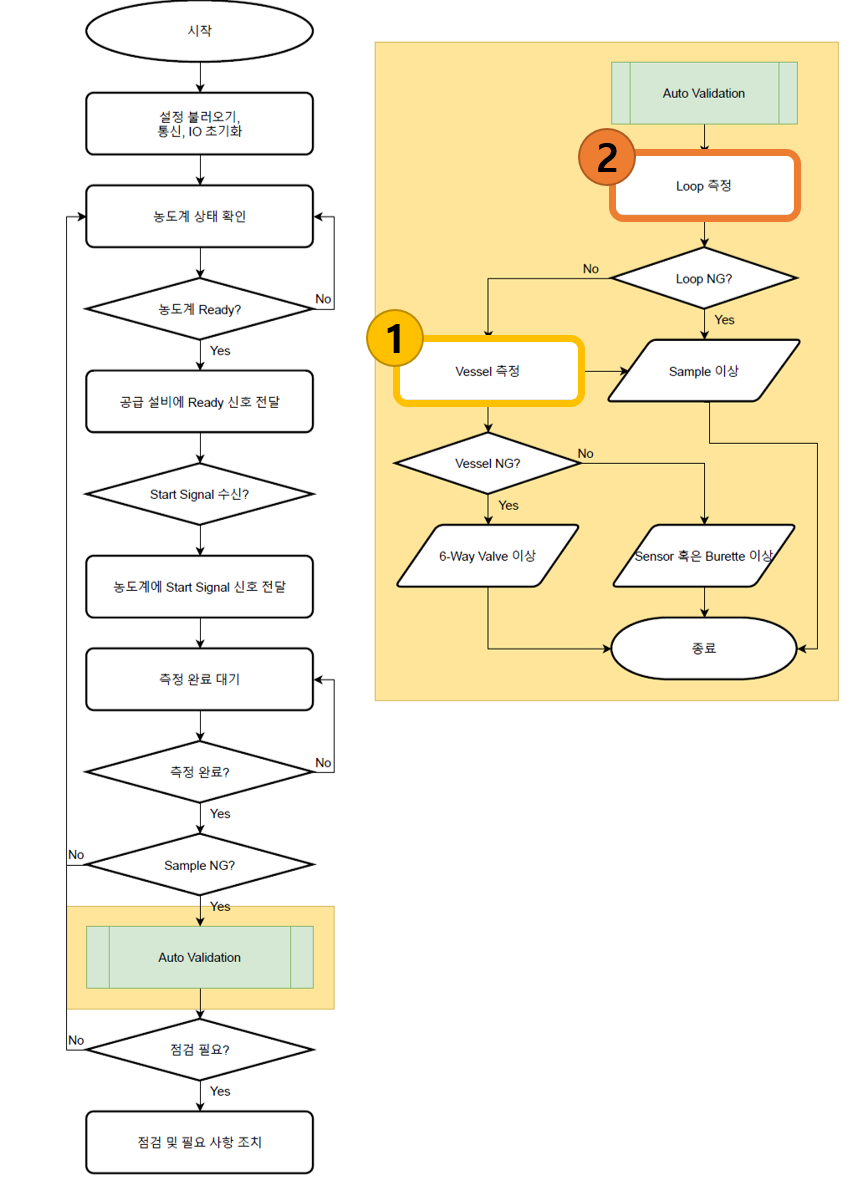 시작
설정 불러오기,
통신, IO 초기화
농도계 상태 확인
농도계 Ready?
No
Yes
공급 설비에 Ready 신호 전달
Start Signal 수신?
농도계에 Start Signal 신호 전달
측정 완료 대기
측정 완료?
No
Yes
Sample NG?
No
Yes
Auto Validation
점검 필요?
No
Yes
점검 및 필요 사항 조치
Auto Validation
2
Loop 측정
Loop NG?
No
Yes
1
Vessel 측정
Sample 이상
Vessel NG?
No
Yes
6-Way Valve 이상
Sensor 혹은 Burette 이상
종료